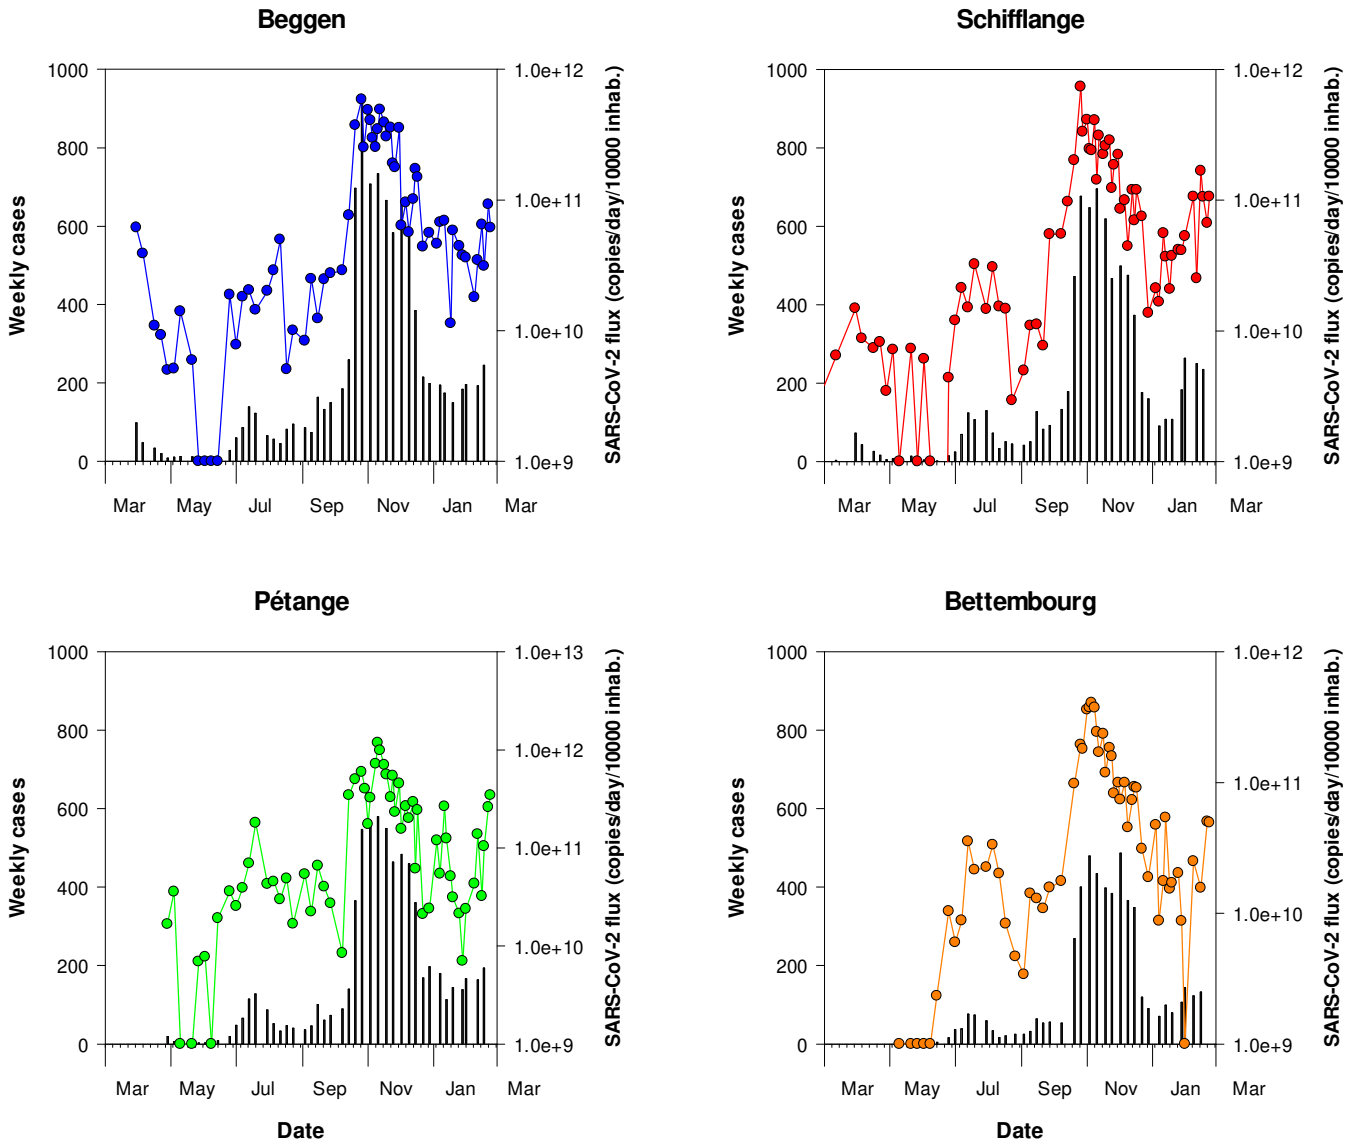 Beggen
1000
800
600
400
200
0
Weekly cases
1.0e+12
1.0e+11
1.0e+10
1.0e+9
SARS-CoV-2 flux (copies/day/10000 inhab.)
Mar May Jul Sep Nov Jan Mar
Schifflange
1000
800
600
400
200
0
Weekly cases
1.0e+12
1.0e+11
1.0e+10
1.0e+9
SARS-CoV-2 flux (copies/day/10000 inhab.)
Mar May Jul Sep Nov Jan Mar
Pétange
1000
800
600
400
200
0
Weekly cases
1.0e+13
1.0e+12
1.0e+11
1.0e+10
1.0e+9
SARS-CoV-2 flux (copies/day/10000 inhab.)
Mar May Jul Sep Nov Jan Mar
Date
Bettembourg
1000
800
600
400
200
0
Weekly cases
1.0e+12
1.0e+11
1.0e+10
1.0e+9
SARS-CoV-2 flux (copies/day/10000 inhab.)
Mar May Jul Sep Nov Jan Mar
Date